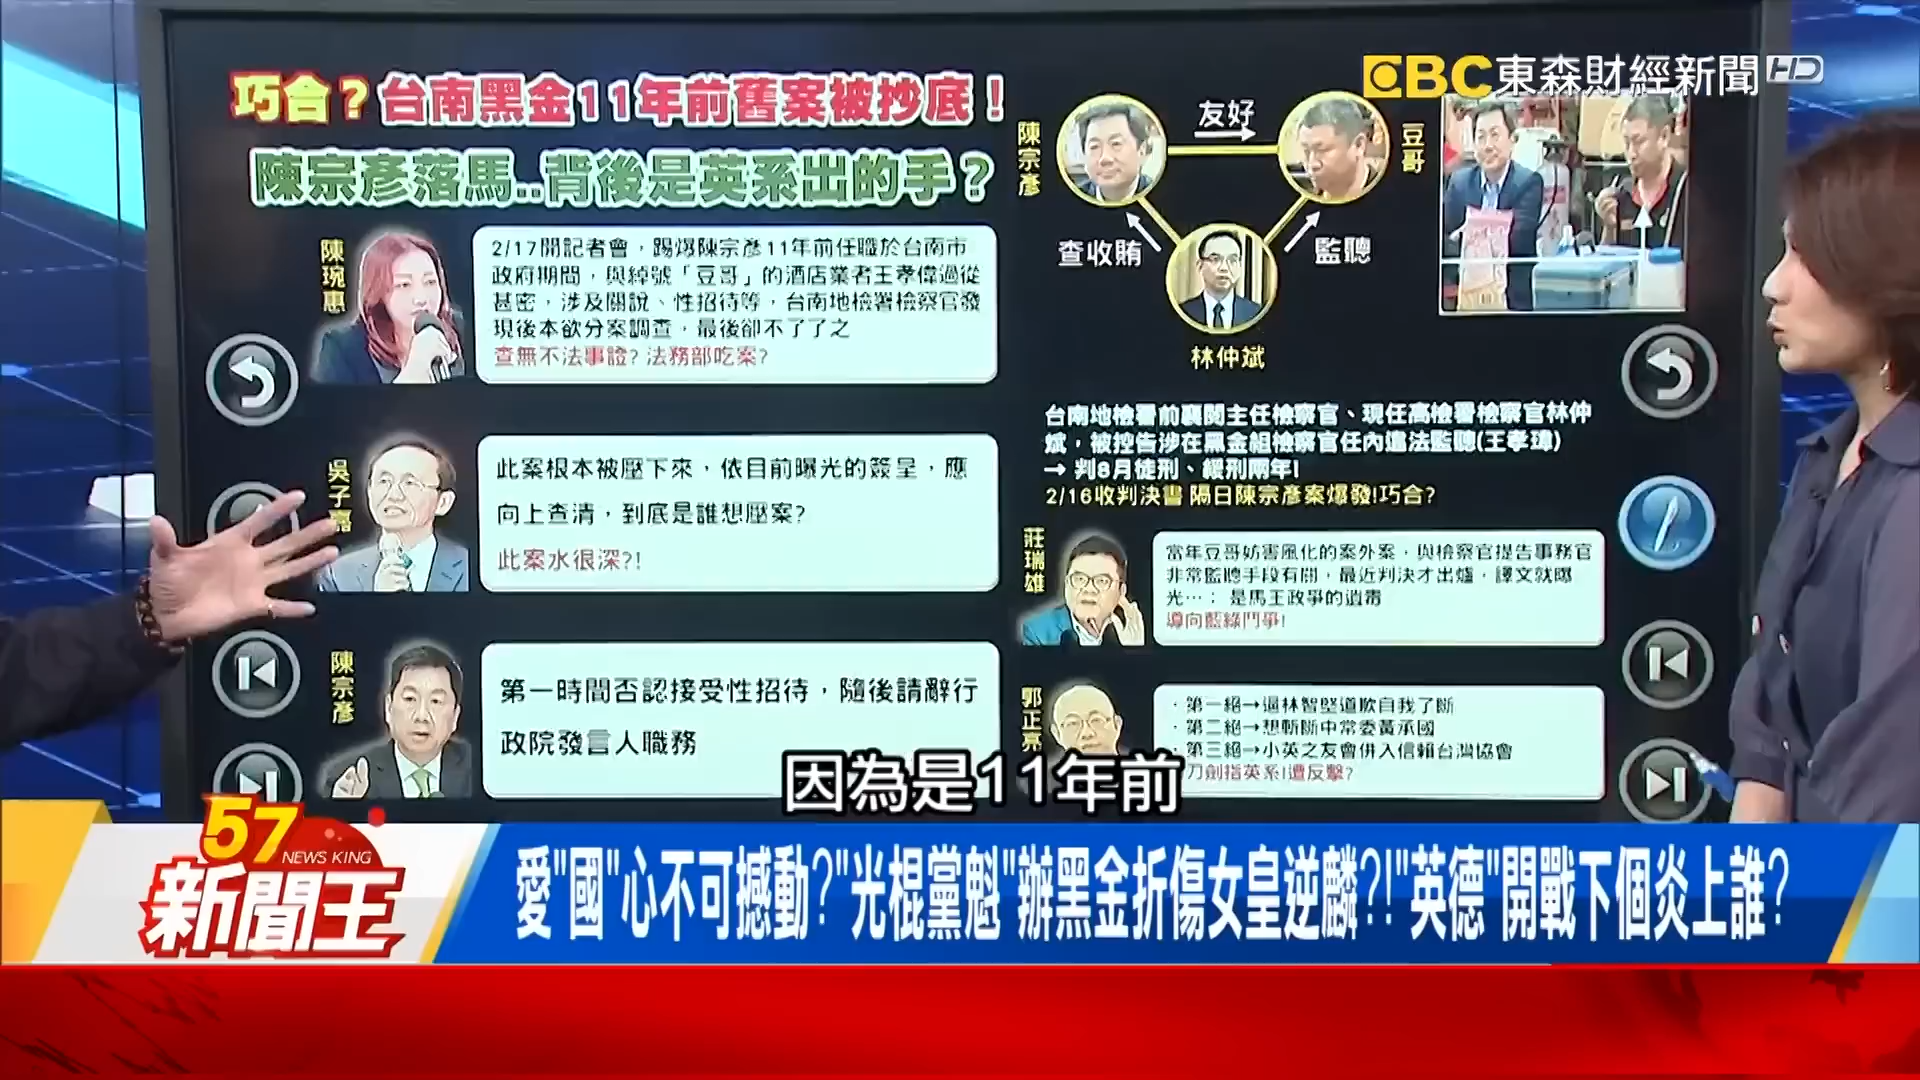 EBC東森財經新聞HD
巧合？台南黑金11年前舊案被抄底！
陳宗彥落馬..背後是英系出的手？
陳琬惠
2/17開記者會，踢爆陳宗彥11年前任職於台南市
政府期間，與綽號「豆哥」的酒店業者王孝偉過從
甚密，涉及關說、性招待等，台南地檢署檢察官發
現後本欲分案調查，最後卻不了了之
查無不法事證? 法務部吃案?
吳子嘉
此案根本被壓下來，依目前曝光的簽呈，應
向上查清，到底是誰想壓案?
此案水很深?!
陳宗彥
第一時間否認接受性招待，隨後請辭行
政院發言人職務
陳宗彥
友好
豆哥
查收賄
監聽
林仲斌
台南地檢署前襄閱主任檢察官、現任高檢署檢察官林仲
斌，被控告涉在黑金組檢察官任內違法監聽(王孝瑋)
→ 判8月徒刑、緩刑兩年!
2/16收判決書 隔日陳宗彥案爆發!巧合?
莊瑞雄
當年豆哥妨害風化的案外案，與檢察官提告事務官
非常監聽手段有關，最近判決才出爐，譯文就曝
光…；是馬王政爭的遺毒
導向藍綠鬥爭!
郭正亮
·第一絕→逼林智堅道歉自我了斷
·第二絕→想斬斷中常委黃承國
·第三絕→小英之友會併入信賴台灣協會
刀劍指英系!遭反擊?
因為是11年前
57
NEWS KING
新聞王
愛"國"心不可撼動?"光棍黨魁"辦黑金折傷女皇逆麟?!"英德"開戰下個炎上誰?